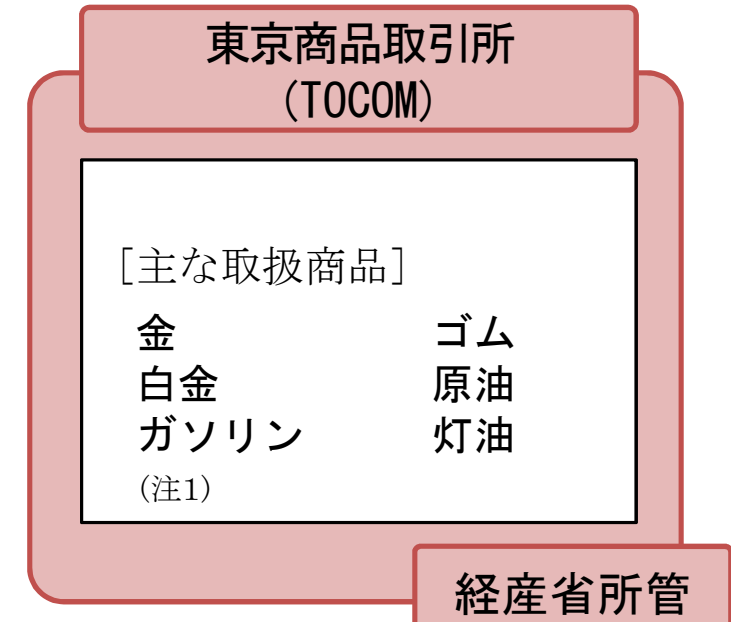 東京商品取引所
(TOCOM)
[主な取扱商品]
金 ゴム
白金 原油
ガソリン 灯油
(注1)
経産省所管